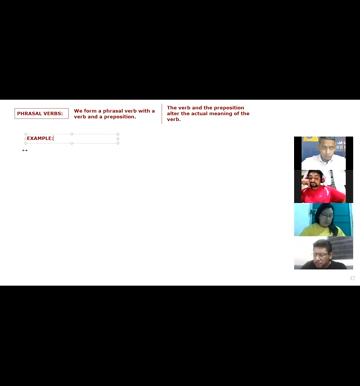 PHRASAL VERBS:
We form a phrasal verb with a
verb and a preposition.
The verb and the preposition
alter the actual meaning of the
verb.
EXAMPLE: